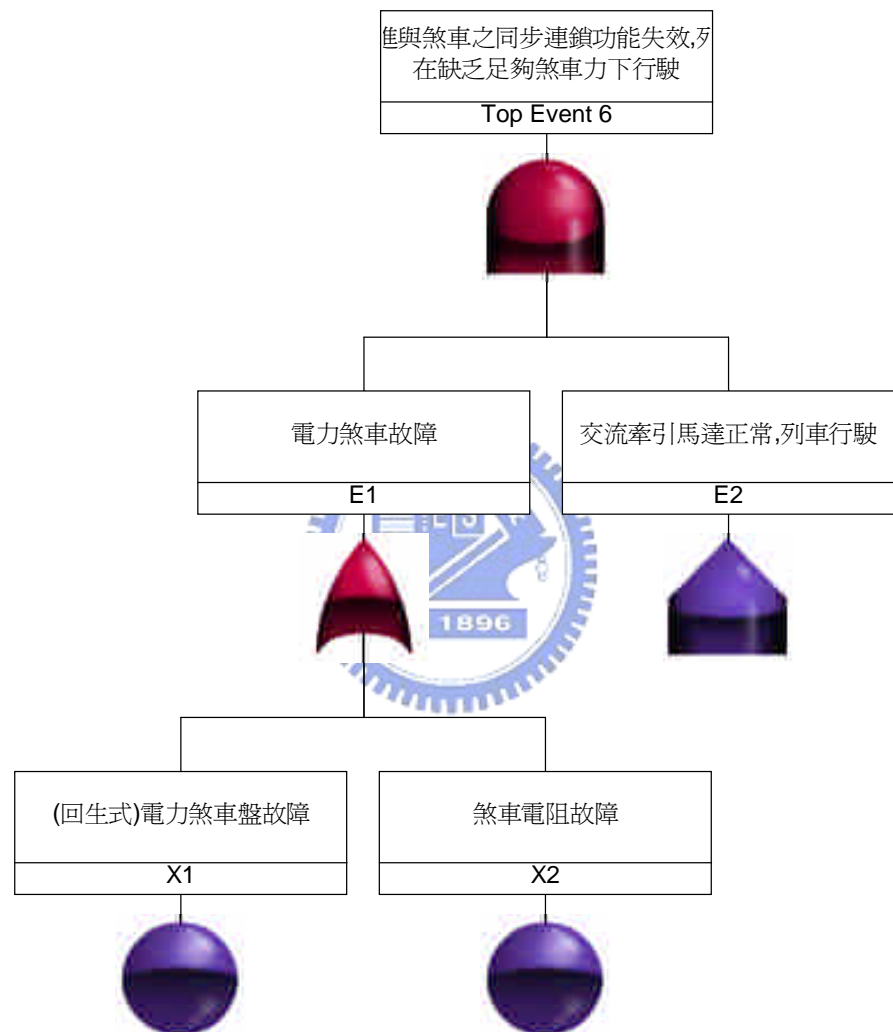 進與煞車之同步連鎖功能失效,列
在缺乏足夠煞車力下行駛
Top Event 6
電力煞車故障
E1
交流牽引馬達正常,列車行駛
E2
1896
(回生式)電力煞車盤故障
X1
煞車電阻故障
X2